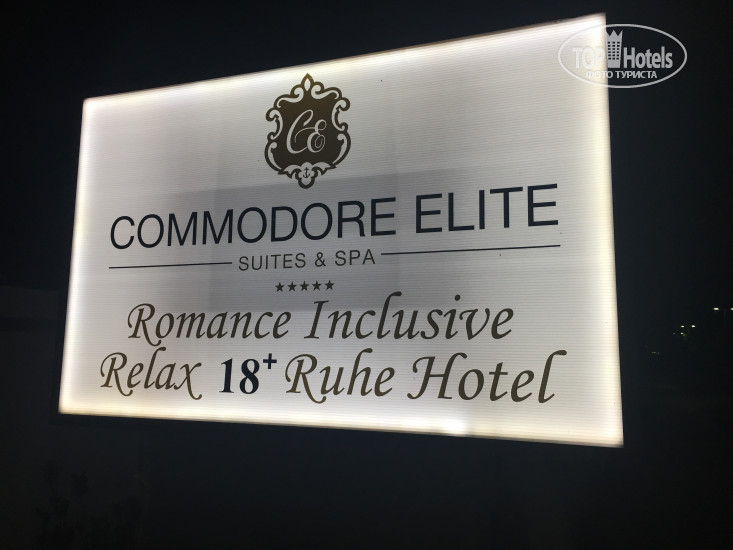 TOP Hotels
ФОТО ТУРИСТА
CE
COMMODORE ELITE
SUITES & SPA
★★★★★
Romance Inclusive
Relax 18+ Ruhe Hotel